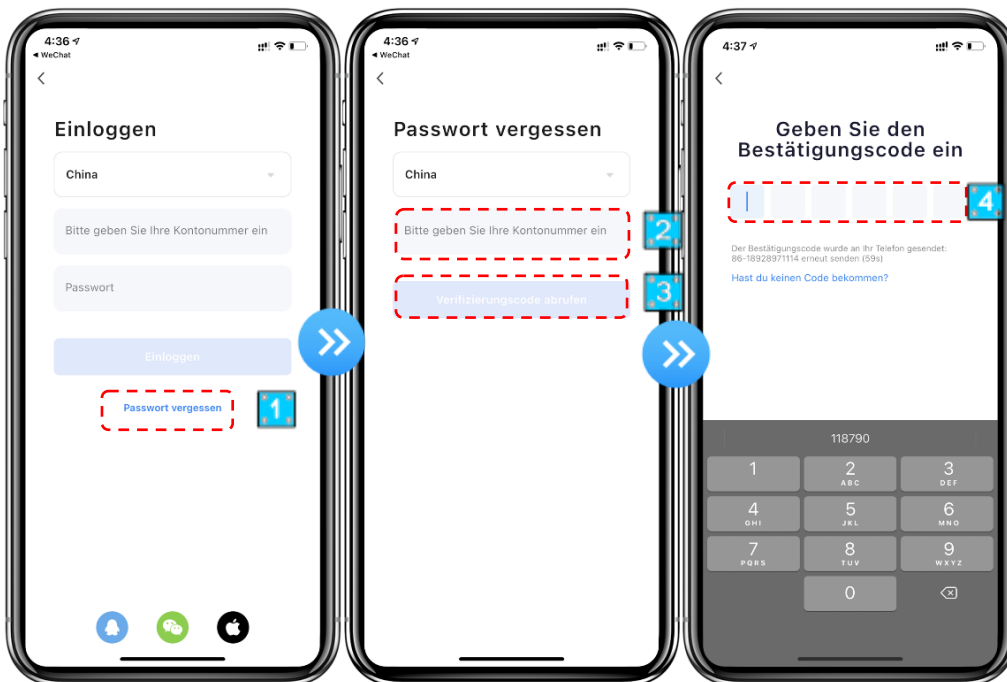 4:36
WeChat
Einloggen
China
Bitte geben Sie Ihre Kontonummer ein
Passwort
Einloggen
Passwort vergessen
1
4:36
WeChat
Passwort vergessen
China
Bitte geben Sie Ihre Kontonummer ein
2
Verifizierungscode abrufen
3
4:37
Geben Sie den
Bestätigungscode ein
4
Der Bestätigungscode wurde an Ihr Telefon gesendet:
86-18928971114 erneut senden (59s)
Hast du keinen Code bekommen?
118790
1 2 3
ABC DEF
4 5 6
GHI JKL MNO
7 8 9
PQRS TUV WXYZ
0